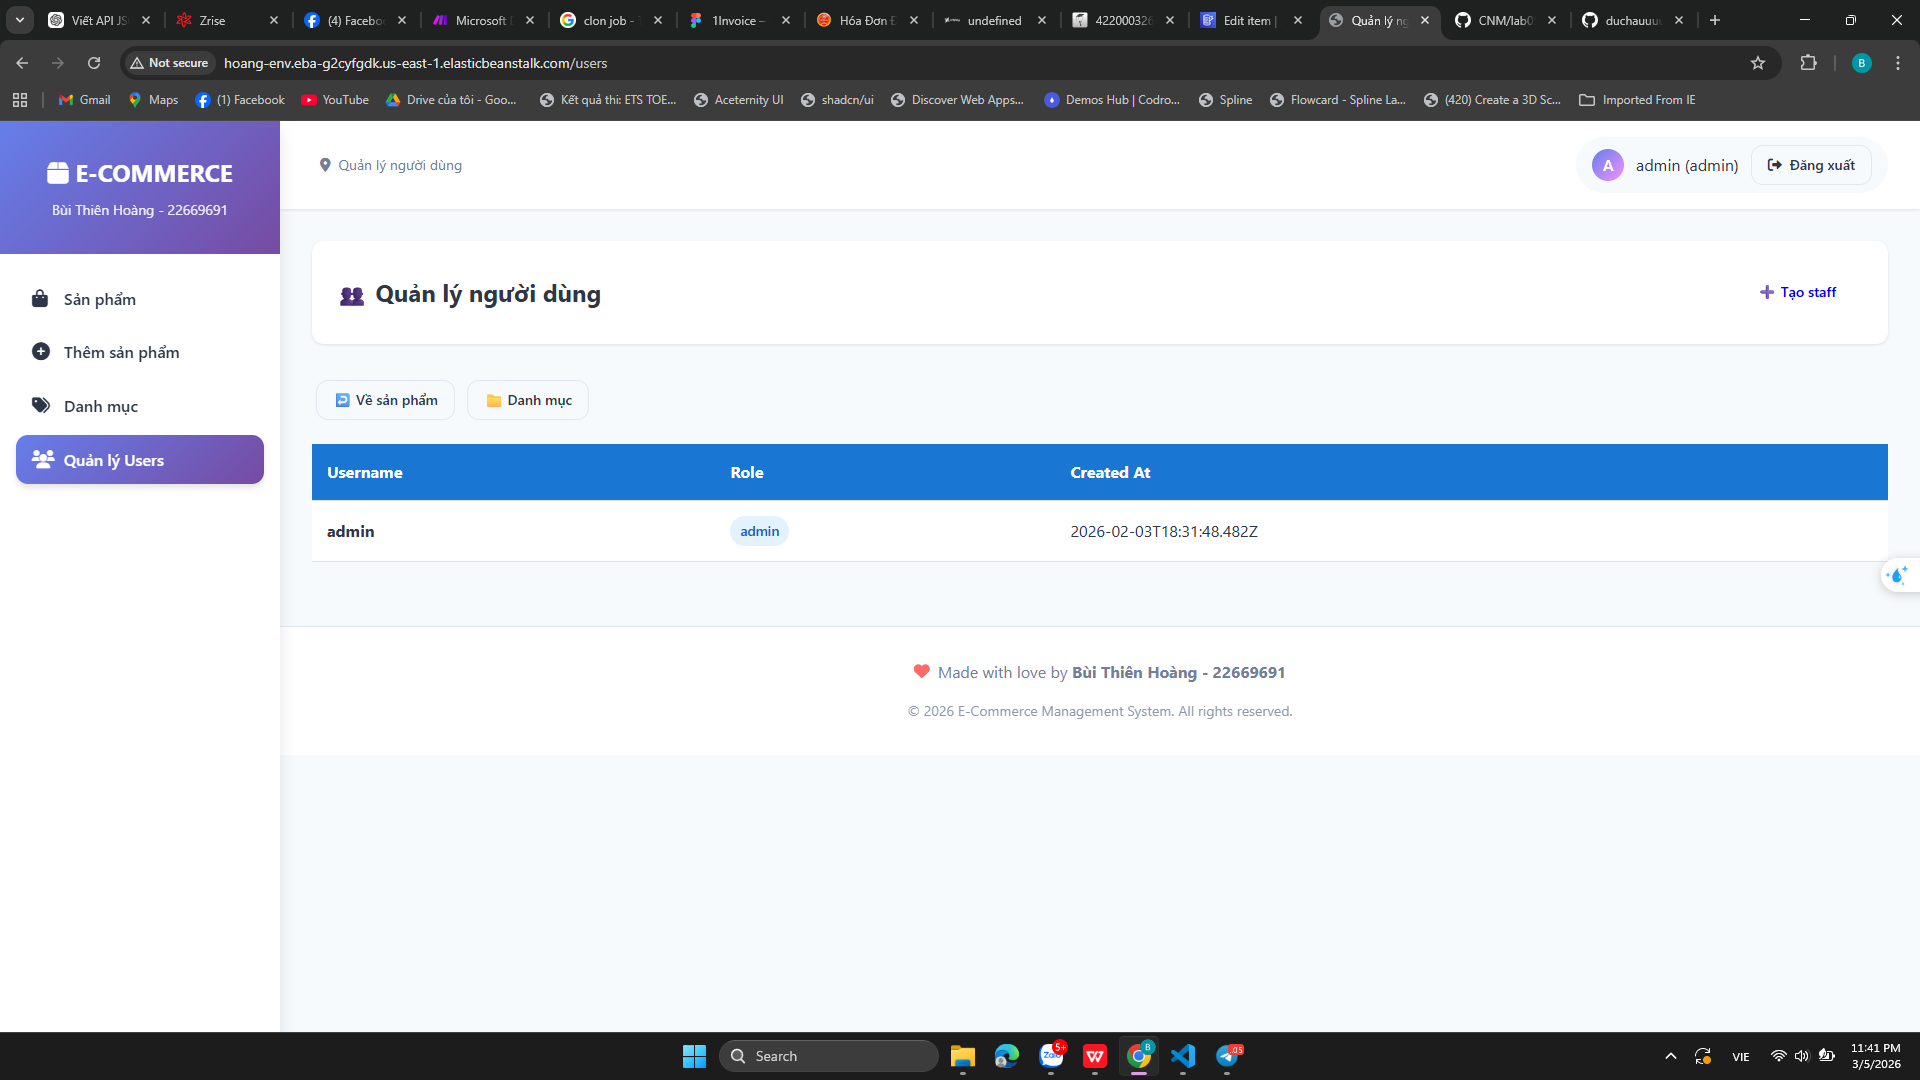 Viết API JS
Zrise
(4) Facebo
Microsoft
clon job -
1Invoice –
Hóa Đơn Đ
undefined
422000326
Edit item |
Quản lý ng
CNM/lab0
duchauuu
Not secure
hoang-env.eba-g2cyfgdk.us-east-1.elasticbeanstalk.com/users
B
Gmail
Maps
(1) Facebook
YouTube
Drive của tôi - Goo...
Kết quả thi: ETS TOE...
Aceternity UI
shadcn/ui
Discover Web Apps...
Demos Hub | Codro...
Spline
Flowcard - Spline La...
(420) Create a 3D Sc...
Imported From IE
E-COMMERCE
Bùi Thiên Hoàng - 22669691
Sản phẩm
Thêm sản phẩm
Danh mục
Quản lý Users
Quản lý người dùng
A
admin (admin)
Đăng xuất
Quản lý người dùng
Tạo staff
Về sản phẩm
Danh mục
Username Role Created At
admin admin 2026-02-03T18:31:48.482Z
Made with love by Bùi Thiên Hoàng - 22669691
© 2026 E-Commerce Management System. All rights reserved.
Search
Zalo
5+
B
VIE
11:41 PM
3/5/2026